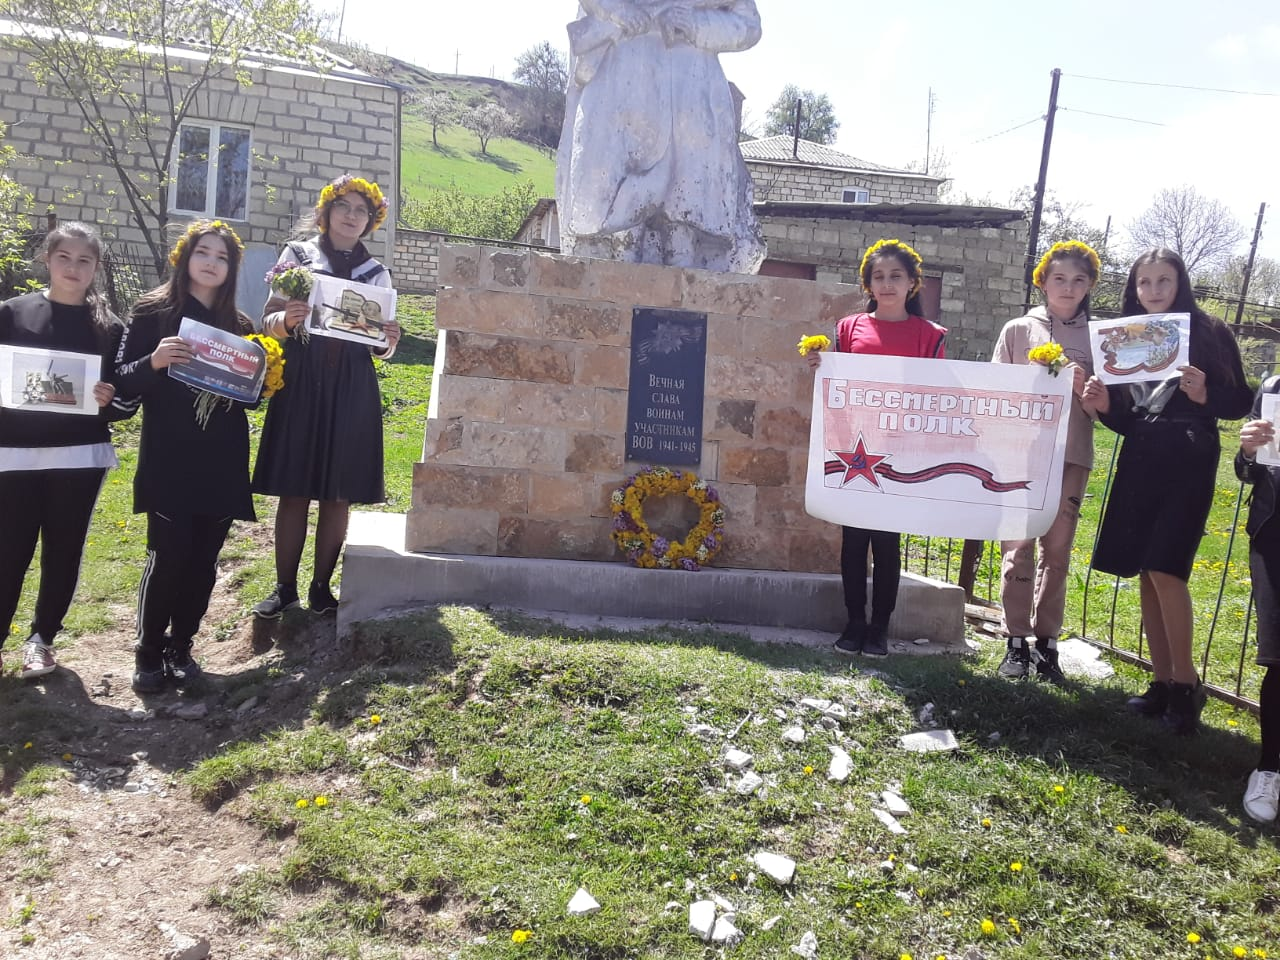 БЕССМЕРТНЫЙ
ПОЛК
ВЕЧНАЯ
СЛАВА
ВОИНАМ
УЧАСТНИКАМ
ВОВ 1941-1945
БЕССМЕРТНЫЙ
ПОЛК